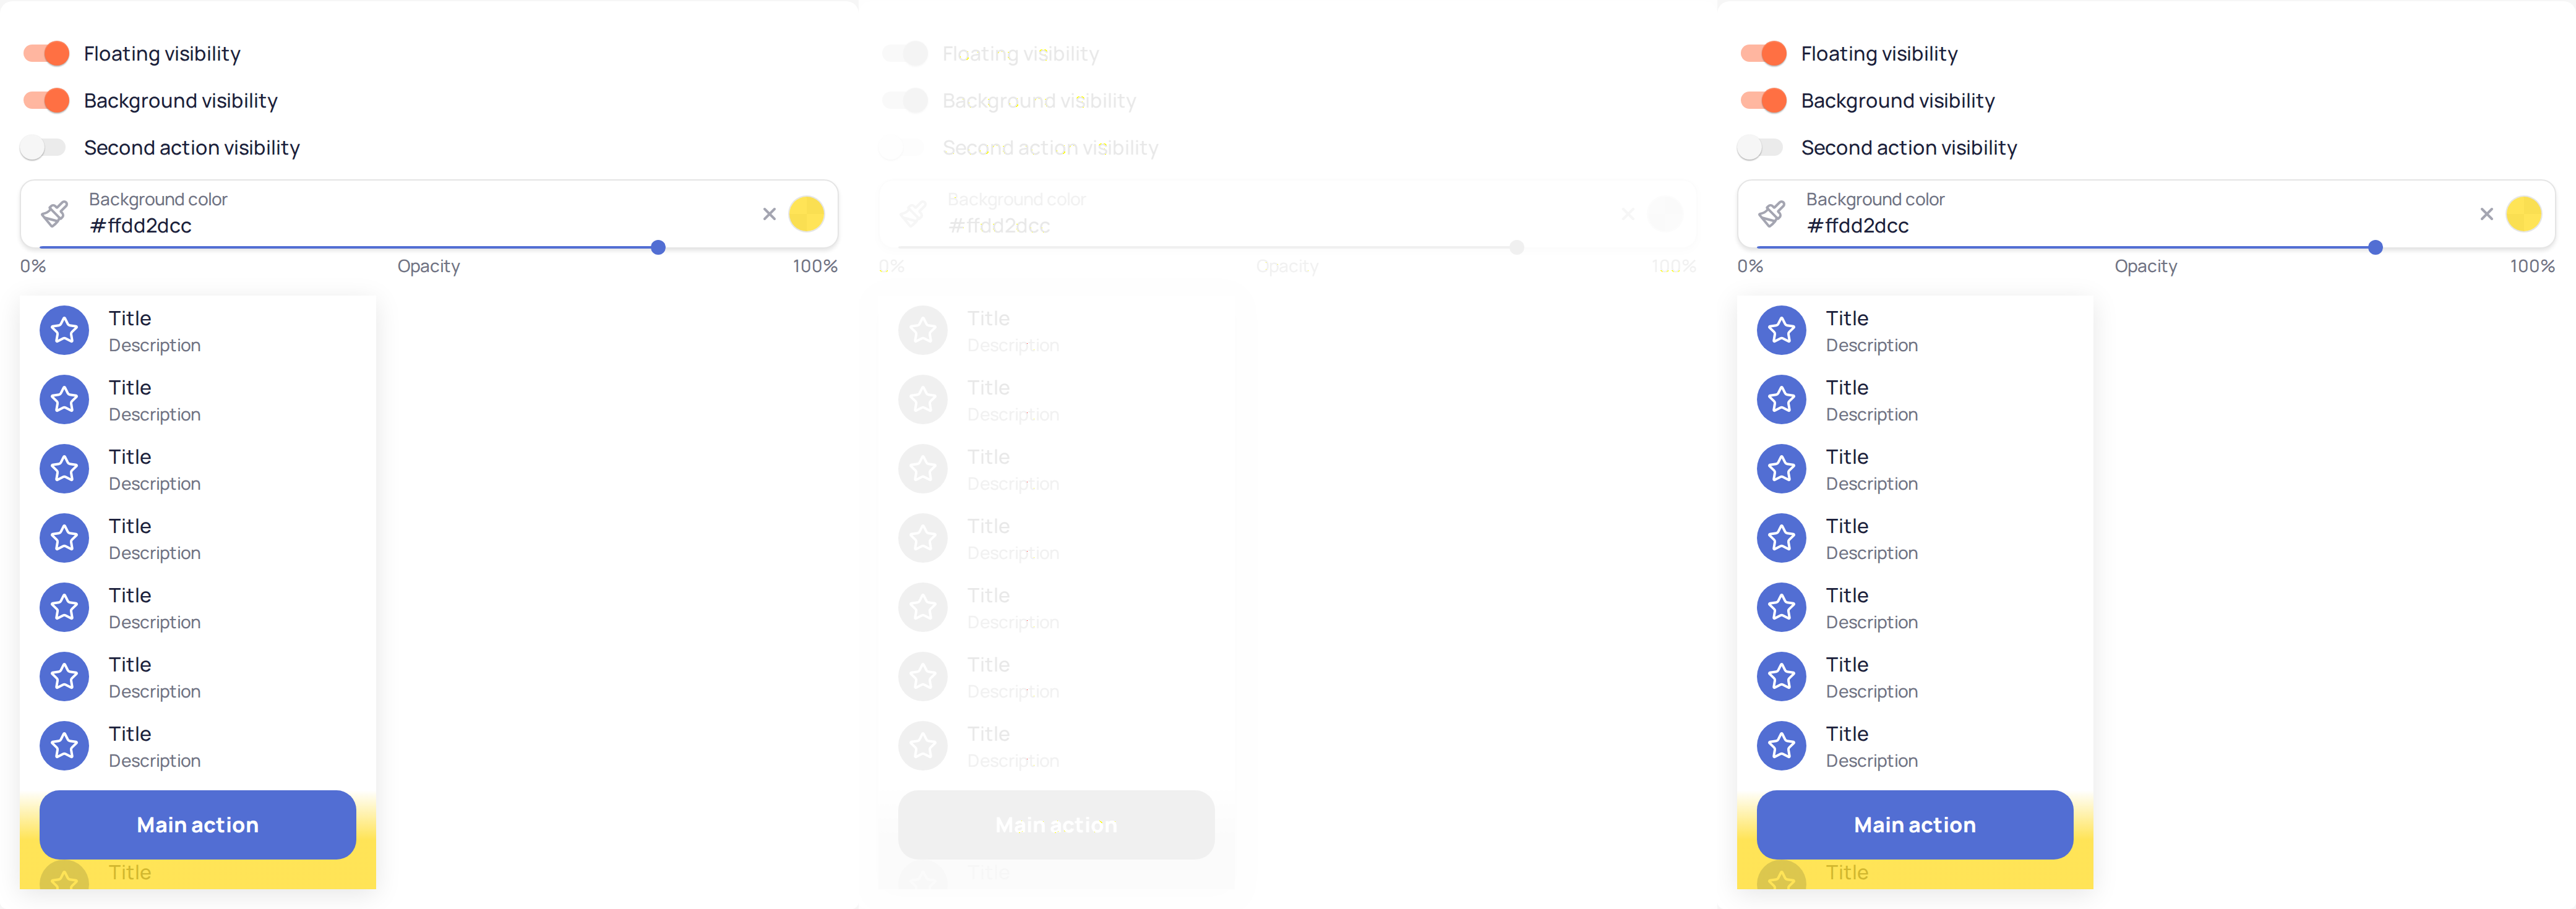 Floating visibility
Background visibility
Second action visibility
Background color
#ffdd2dcc
0% Opacity 100%
Title
Description
Title
Description
Title
Description
Title
Description
Title
Description
Title
Description
Title
Description
Main action
Title
Floating visibility
Background visibility
Second action visibility
Background color
#ffdd2dcc
0% Opacity 100%
Title
Description
Title
Description
Title
Description
Title
Description
Title
Description
Title
Description
Title
Description
Main action
Title
Floating visibility
Background visibility
Second action visibility
Background color
#ffdd2dcc
0% Opacity 100%
Title
Description
Title
Description
Title
Description
Title
Description
Title
Description
Title
Description
Title
Description
Main action
Title